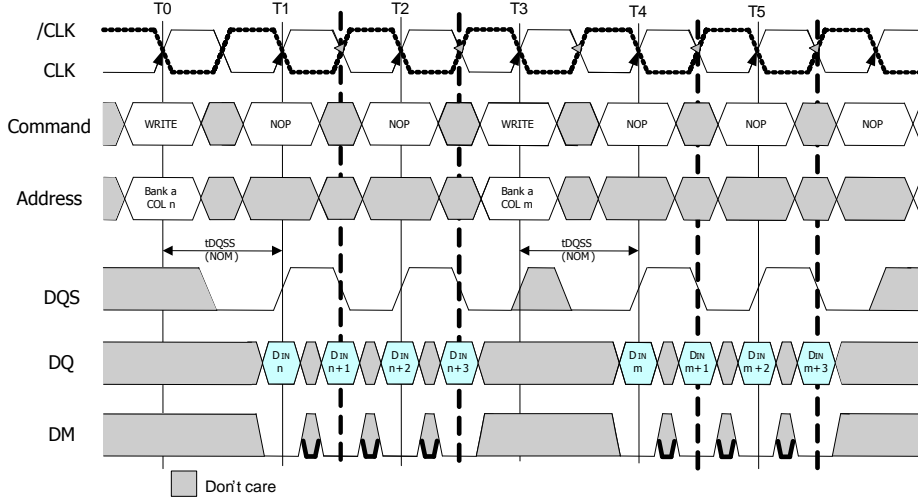 T0 T1 T2 T3 T4 T5
/CLK
CLK
Command WRITE NOP NOP WRITE NOP NOP NOP
Address Bank a Bank a
COL n COL m
tDQSS tDQSS
(NOM) (NOM)
DQS
DQ DIN DIN DIN DIN DIN DIN DIN DIN
n n+1 n+2 n+3 m m+1 m+2 m+3
DM
Don't care